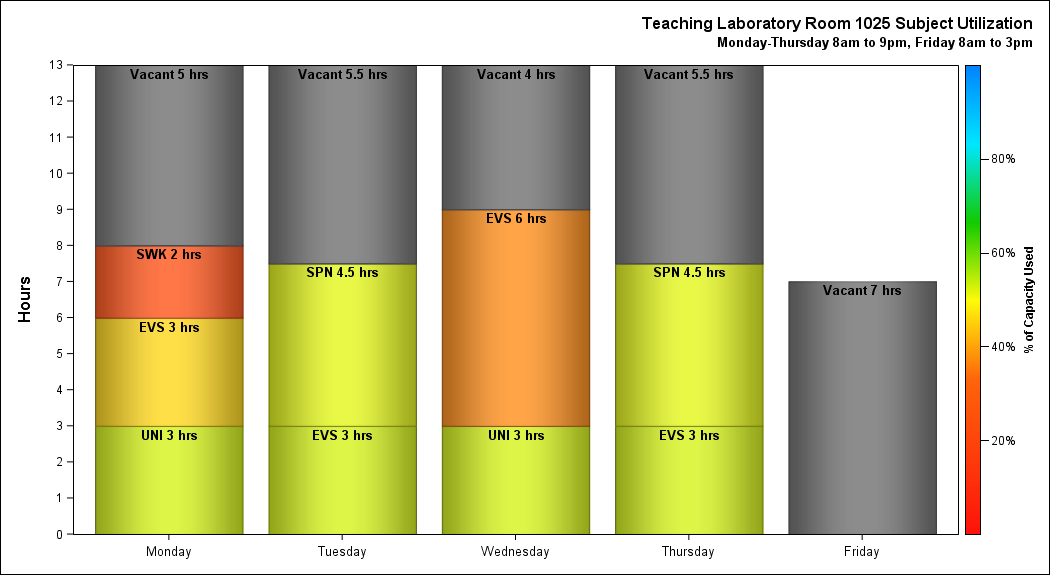 Teaching Laboratory Room 1025 Subject Utilization
Monday-Thursday 8am to 9pm, Friday 8am to 3pm
13
12
11
10
9
8
7
6
5
4
3
2
1
0
Hours
Vacant 5 hrs
SWK 2 hrs
EVS 3 hrs
UNI 3 hrs
Vacant 5.5 hrs
SPN 4.5 hrs
EVS 3 hrs
Vacant 4 hrs
EVS 6 hrs
UNI 3 hrs
Vacant 5.5 hrs
SPN 4.5 hrs
EVS 3 hrs
Vacant 7 hrs
Monday
Tuesday
Wednesday
Thursday
Friday
80%
60%
40%
20%
% of Capacity Used